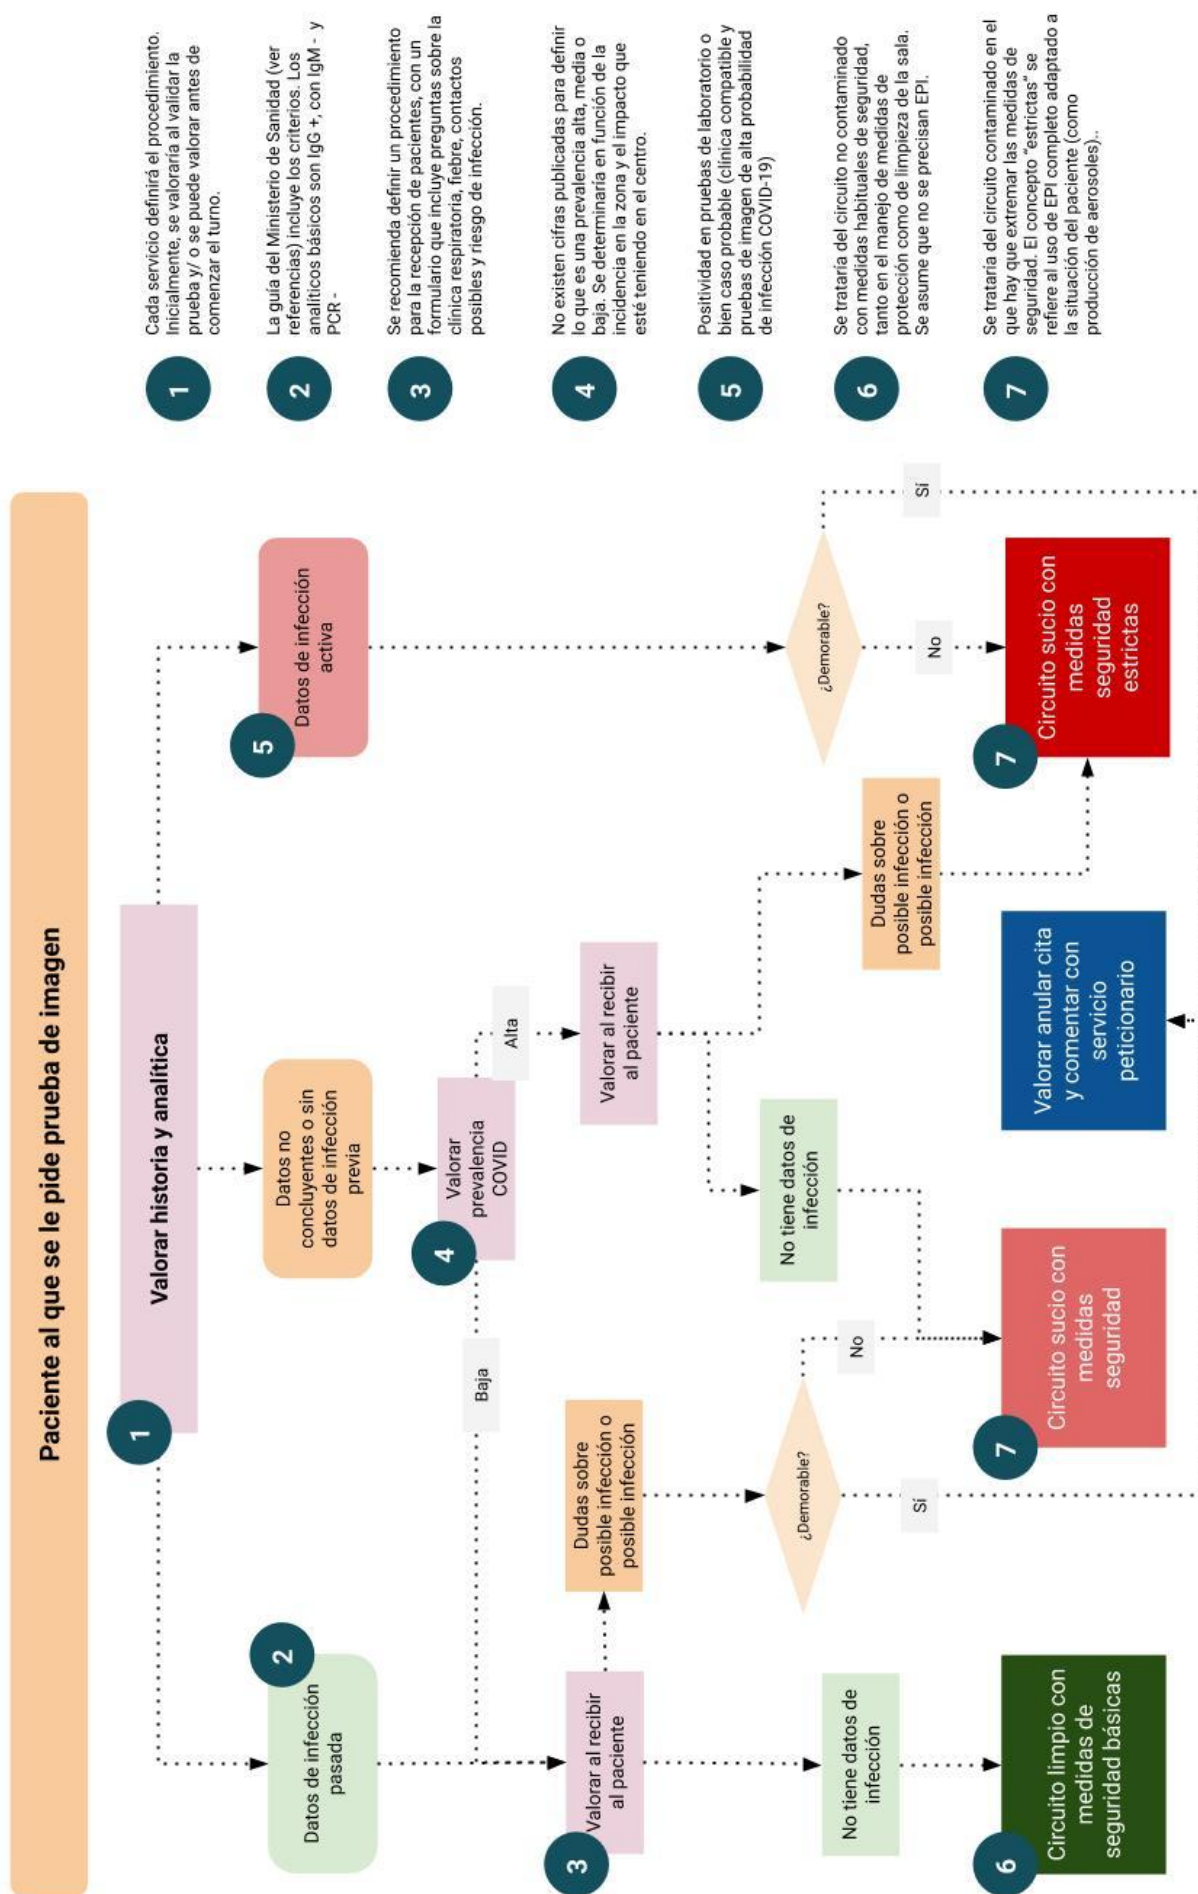 Paciente al que se le pide prueba de imagen
1
Valorar historia y analítica
2
Datos de infección
pasada
Datos no
concluyentes o sin
datos de infección
previa
5
Datos de infección
activa
4
Valorar
prevalencia
COVID
Baja
Alta
3
Valorar al recibir
al paciente
Dudas sobre
posible infección o
posible infección
Valorar al recibir
al paciente
¿Demorable?
No tiene datos de
infección
¿Demorable?
No tiene datos de
infección
No
Dudas sobre
posible infección o
posible infección
No
Sí
Sí
6
Circuito limpio con
medidas de
seguridad básicas
7
Circuito sucio con
medidas
seguridad
Valorar anular cita
y comentar con
servicio
peticionario
7
Circuito sucio con
medidas
seguridad
estrictas
1
Cada servicio definirá el procedimiento.
Inicialmente, se valoraría al validar la
prueba y/ o se puede valorar antes de
comenzar el turno.
2
La guía del Ministerio de Sanidad (ver
referencias) incluye los criterios. Los
analíticos básicos son IgG +, con IgM - y
PCR -
3
Se recomienda definir un procedimiento
para la recepción de pacientes, con un
formulario que incluye preguntas sobre la
clínica respiratoria, fiebre, contactos
posibles y riesgo de infección.
4
No existen cifras publicadas para definir
lo que es una prevalencia alta, media o
baja. Se determinaría en función de la
incidencia en la zona y el impacto que
esté teniendo en el centro.
5
Positividad en pruebas de laboratorio o
bien caso probable (clínica compatible y
pruebas de imagen de alta probabilidad
de infección COVID-19)
6
Se trataría del circuito no contaminado
con medidas habituales de seguridad,
tanto en el manejo de medidas de
protección como de limpieza de la sala.
Se asume que no se precisan EPI.
7
Se trataría del circuito contaminado en el
que hay que extremar las medidas de
seguridad. El concepto "estrictas" se
refiere al uso de EPI completo adaptado a
la situación del paciente (como
producción de aerosoles)..